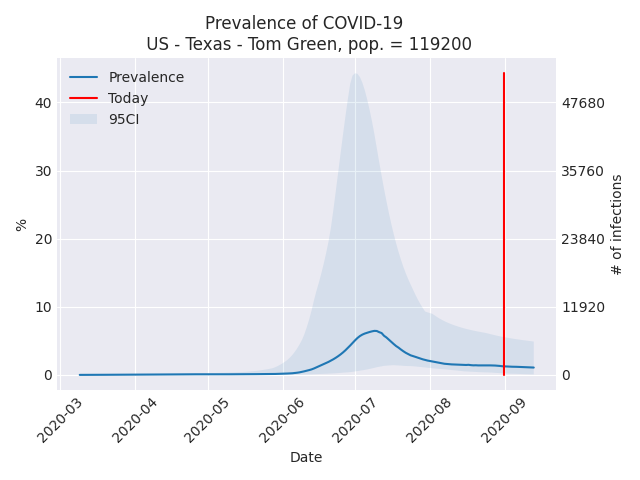 Prevalence of COVID-19
US - Texas - Tom Green, pop. = 119200
Prevalence
Today
95CI
40
30
20
10
0
%
47680
35760
23840
11920
0
# of infections
2020-03
2020-04
2020-05
2020-06
2020-07
2020-08
2020-09
Date